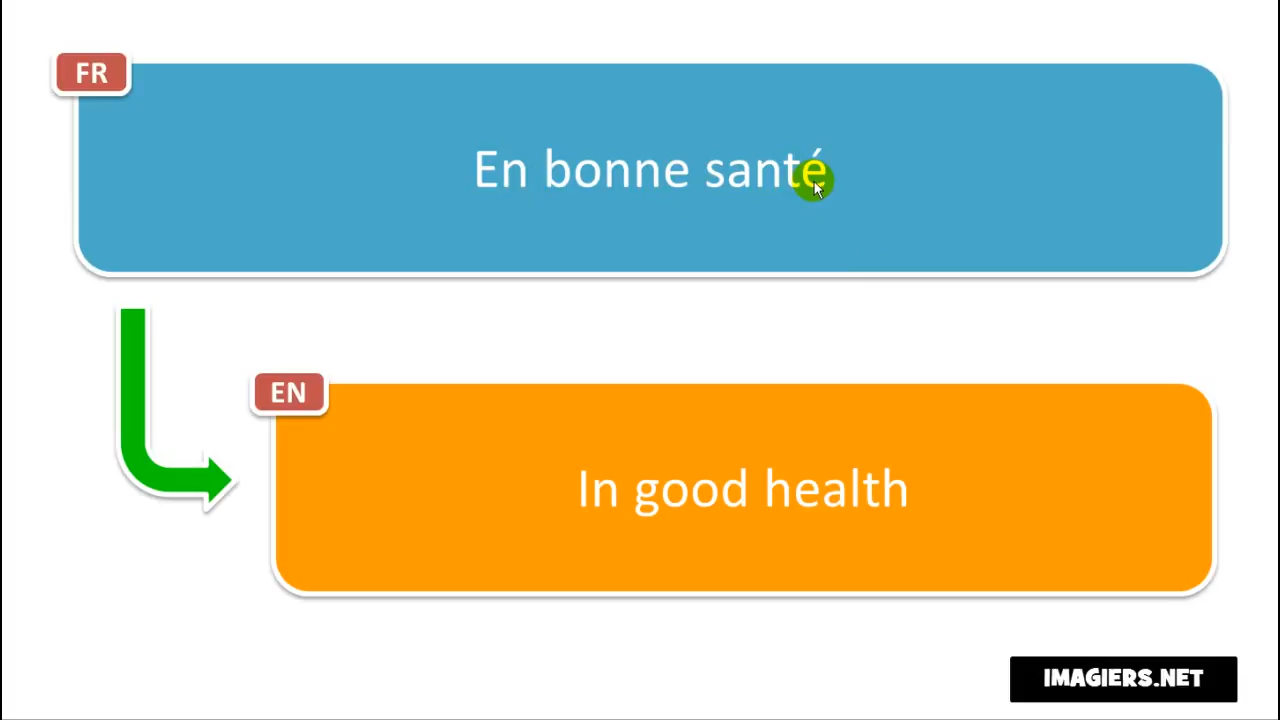 FR
En bonne santé
EN
In good health
IMAGIERS.NET